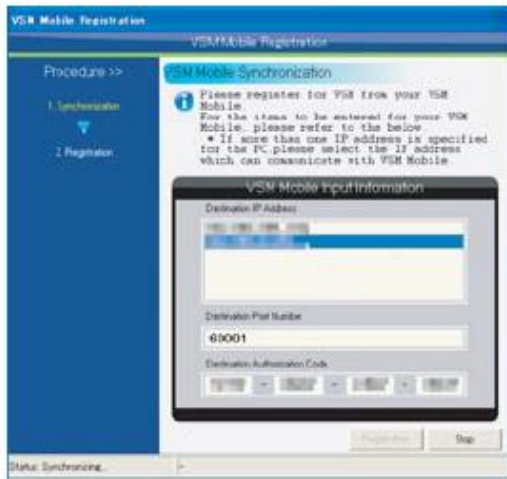 VSM Mobile Registration
VSM Mobile Registration
Procedure >>
1. Synchronization
2. Registration
VSM Mobile Synchronization
Please register for VSM from your VSM
Mobile.
For the items to be entered for your VSM
Mobile, please refer to the below
* If more than one IP address is specified
for the PC,please select the IP address
which can communicate with VSM Mobile
VSM Mobile Input Information
Destination IP Address
Destination Port Number
60001
Destination Authorization Code
- - -
Registration
Stop
Status: Synchronizing..